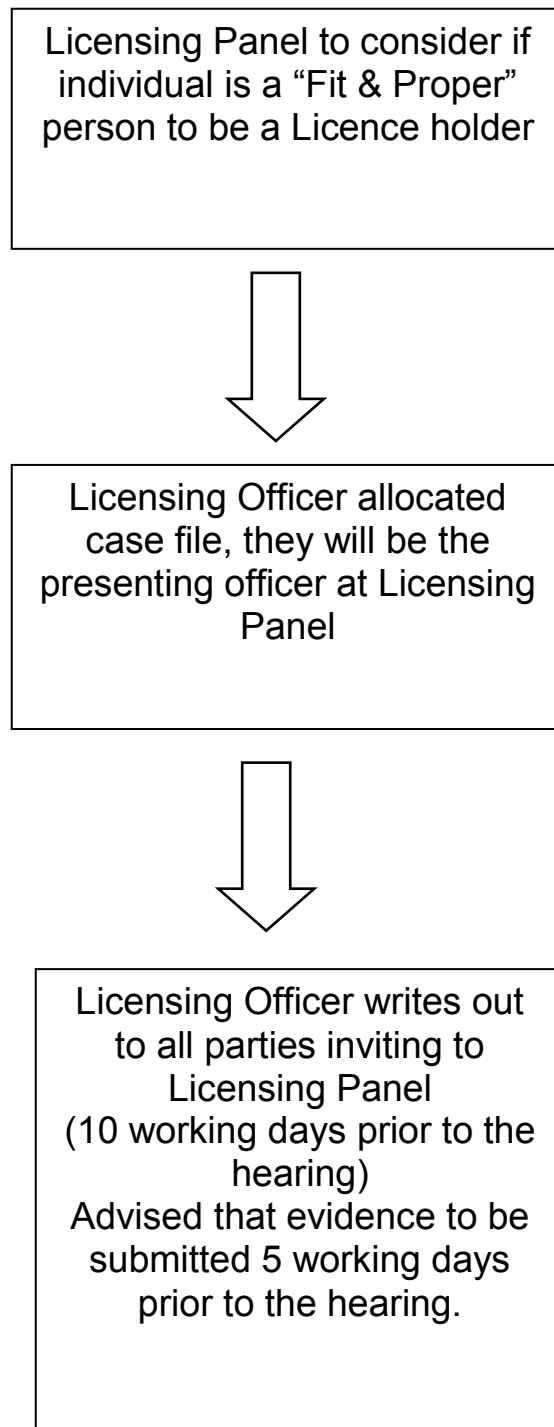 Licensing Panel to consider if
individual is a “Fit & Proper”
person to be a Licence holder
Licensing Officer allocated
case file, they will be the
presenting officer at Licensing
Panel
Licensing Officer writes out
to all parties inviting to
Licensing Panel
(10 working days prior to the
hearing)
Advised that evidence to be
submitted 5 working days
prior to the hearing.